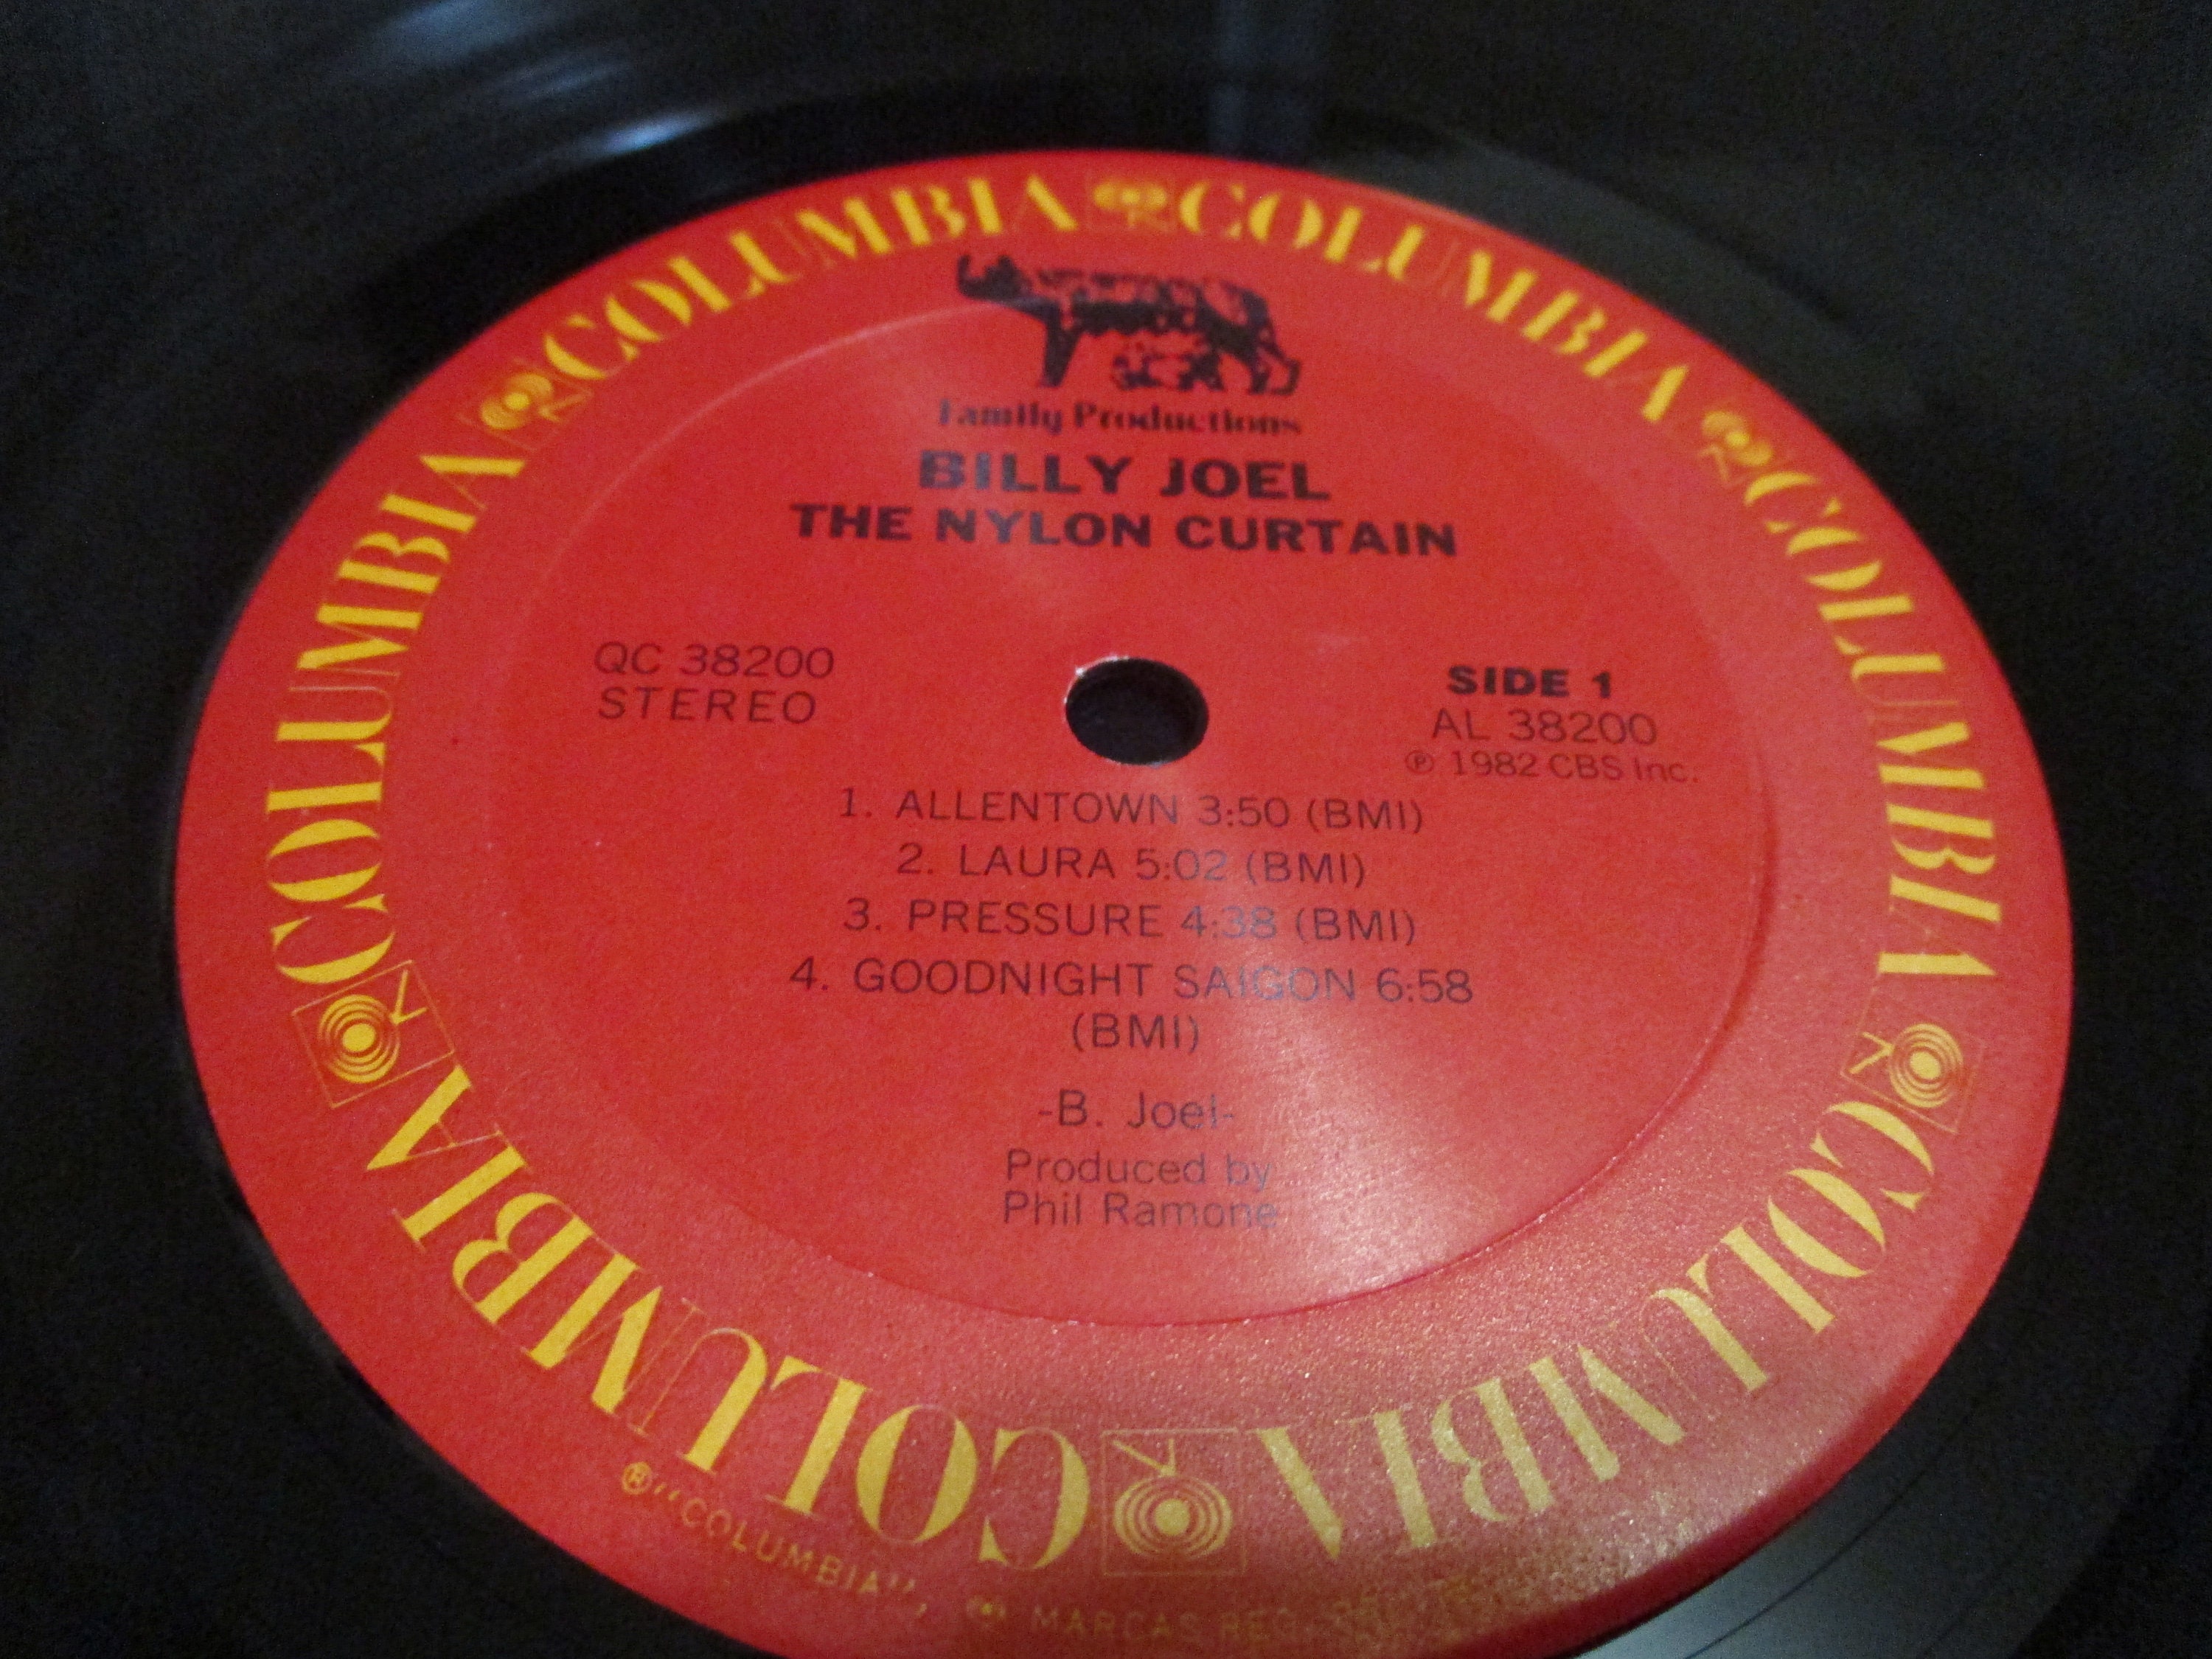 COLUMBIA COLUMBIA COLUMBIA COLUMBIA COLUMBIA COLUMBIA
Family Productions
BILLY JOEL
THE NYLON CURTAIN
QC 38200
STEREO
SIDE 1
AL 38200
℗ 1982 CBS Inc.
1. ALLENTOWN 3:50 (BMI)
2. LAURA 5:02 (BMI)
3. PRESSURE 4:38 (BMI)
4. GOODNIGHT SAIGON 6:58
(BMI)
-B. Joel-
Produced by
Phil Ramone
® "COLUMBIA", MARCAS REG.